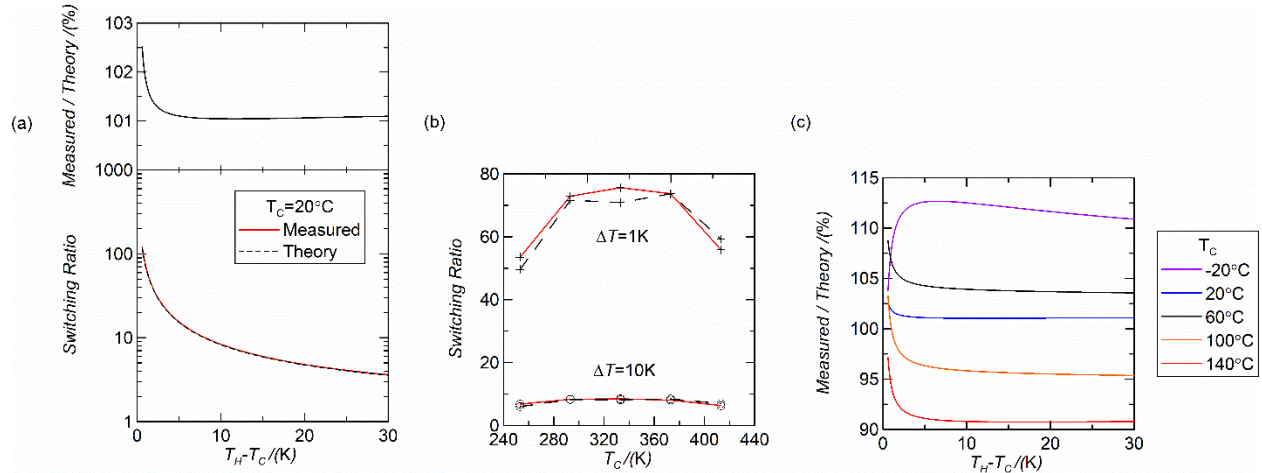 (a)
Measured / Theory /(%)
103
102
101
1000
100
10
1
Switching Ratio
T_C=20°C
Measured
Theory
0
10
20
30
T_H-T_C/(K)
(b)
Switching Ratio
80
60
40
20
0
ΔT=1K
ΔT=10K
240
280
320
360
400
440
T_C/(K)
(c)
Measured / Theory /(%)
115
110
105
100
95
90
0
10
20
30
T_H-T_C/(K)
T_C
-20°C
20°C
60°C
100°C
140°C